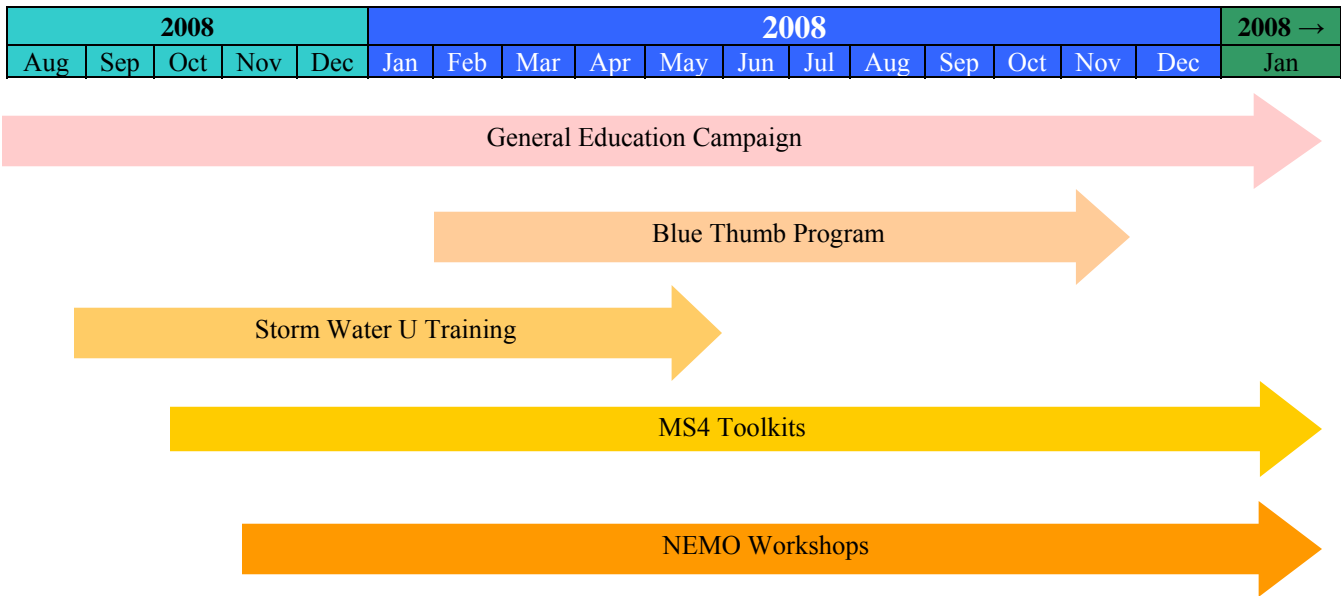 2008 2008 2008 →
Aug Sep Oct Nov Dec Jan Feb Mar Apr May Jun Jul Aug Sep Oct Nov Dec Jan
General Education Campaign
Blue Thumb Program
Storm Water U Training
MS4 Toolkits
NEMO Workshops